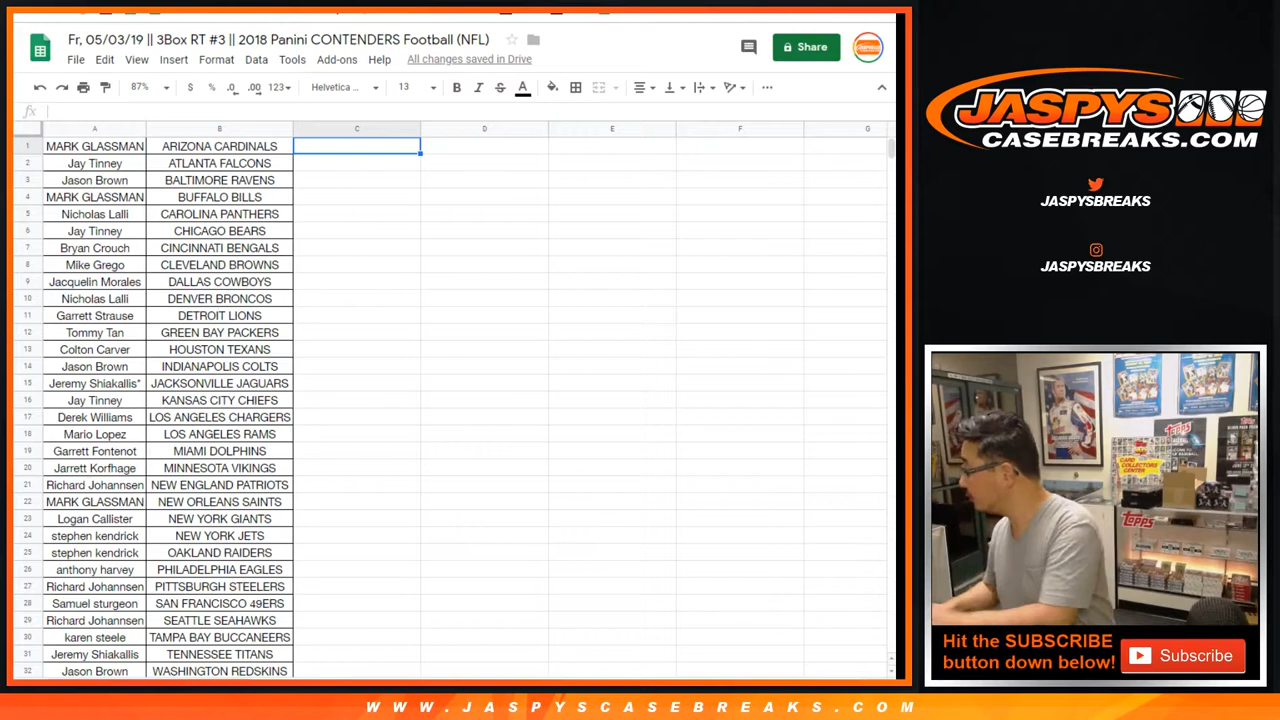 Fr, 05/03/19 || 3Box RT #3 || 2018 Panini CONTENDERS Football (NFL)
File Edit View Insert Format Data Tools Add-ons Help All changes saved in Drive
Share
87% $ % .0 .00 123 Helvetica ... 13 B I S A
fx
A B C D E F G
1 MARK GLASSMAN ARIZONA CARDINALS
2 Jay Tinney ATLANTA FALCONS
3 Jason Brown BALTIMORE RAVENS
4 MARK GLASSMAN BUFFALO BILLS
5 Nicholas Lalli CAROLINA PANTHERS
6 Jay Tinney CHICAGO BEARS
7 Bryan Crouch CINCINNATI BENGALS
8 Mike Grego CLEVELAND BROWNS
9 Jacquelin Morales DALLAS COWBOYS
10 Nicholas Lalli DENVER BRONCOS
11 Garrett Strause DETROIT LIONS
12 Tommy Tan GREEN BAY PACKERS
13 Colton Carver HOUSTON TEXANS
14 Jason Brown INDIANAPOLIS COLTS
15 Jeremy Shiakallis* JACKSONVILLE JAGUARS
16 Jay Tinney KANSAS CITY CHIEFS
17 Derek Williams LOS ANGELES CHARGERS
18 Mario Lopez LOS ANGELES RAMS
19 Garrett Fontenot MIAMI DOLPHINS
20 Jarrett Korfhage MINNESOTA VIKINGS
21 Richard Johannsen NEW ENGLAND PATRIOTS
22 MARK GLASSMAN NEW ORLEANS SAINTS
23 Logan Callister NEW YORK GIANTS
24 stephen kendrick NEW YORK JETS
25 stephen kendrick OAKLAND RAIDERS
26 anthony harvey PHILADELPHIA EAGLES
27 Richard Johannsen PITTSBURGH STEELERS
28 Samuel sturgeon SAN FRANCISCO 49ERS
29 Richard Johannsen SEATTLE SEAHAWKS
30 karen steele TAMPA BAY BUCCANEERS
31 Jeremy Shiakallis TENNESSEE TITANS
32 Jason Brown WASHINGTON REDSKINS
JASPYS
CASEBREAKS.COM
JASPYSBREAKS
JASPYSBREAKS
CARD COLLECTORS CENTER
TOPPS
Hit the SUBSCRIBE
button down below!
Subscribe
WWW.JASPYSCASEBREAKS.COM